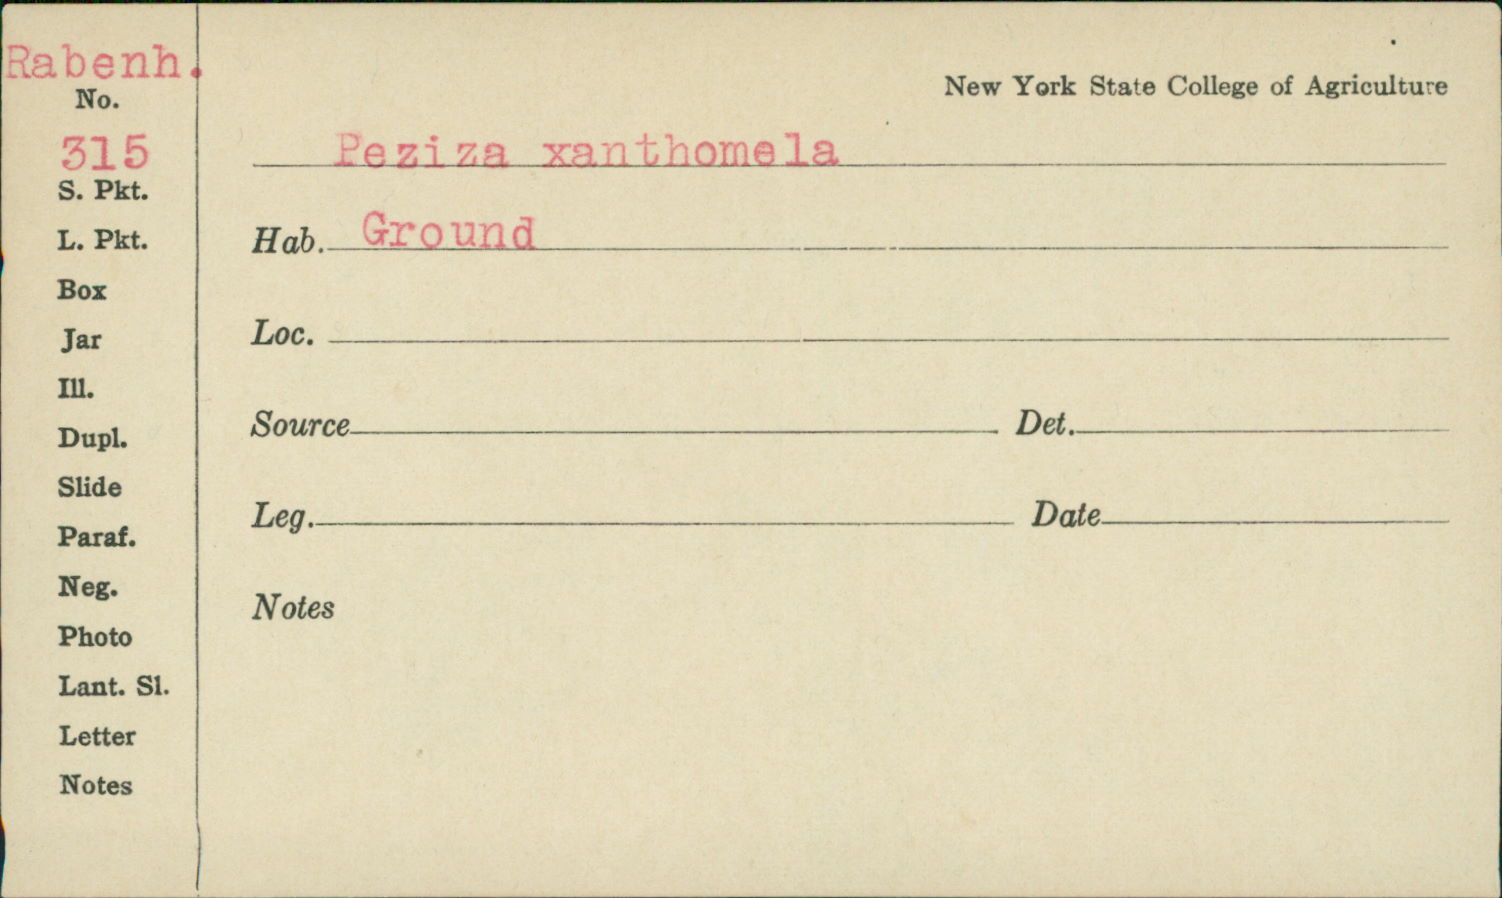 Rabenh.
No.
315
S. Pkt.
L. Pkt.
Box
Jar
Ill.
Dupl.
Slide
Paraf.
Neg.
Photo
Lant. Sl.
Letter
Notes
New York State College of Agriculture
Peziza xanthomela
Hab. Ground
Loc.
Source Det.
Leg. Date
Notes